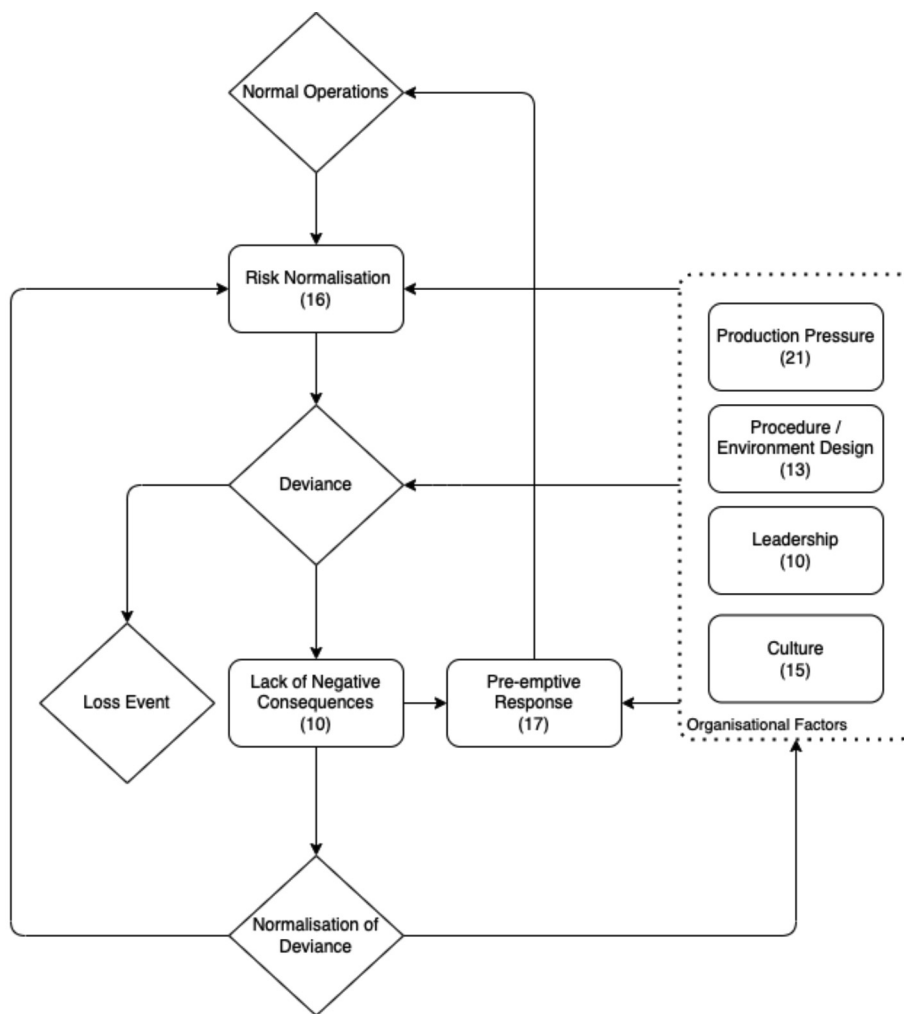 Normal Operations
Risk Normalisation
(16)
Production Pressure
(21)
Procedure /
Environment Design
(13)
Deviance
Leadership
(10)
Culture
(15)
Organisational Factors
Loss Event
Lack of Negative
Consequences
(10)
Pre-emptive
Response
(17)
Normalisation of
Deviance